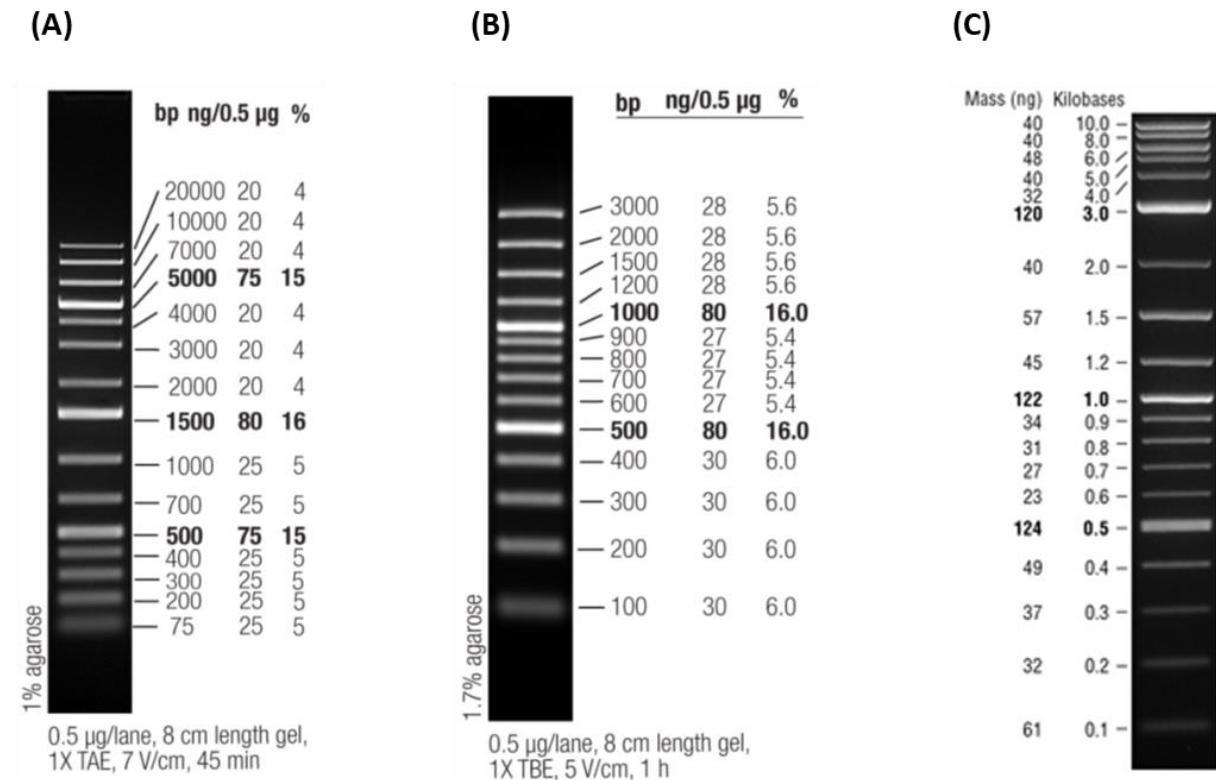 (A)
bp ng/0.5 µg %
20000 20 4
10000 20 4
7000 20 4
5000 75 15
4000 20 4
3000 20 4
2000 20 4
1500 80 16
1000 25 5
700 25 5
500 75 15
400 25 5
300 25 5
200 25 5
75 25 5
1% agarose
0.5 µg/lane, 8 cm length gel,
1X TAE, 7 V/cm, 45 min
(B)
bp ng/0.5 µg %
3000 28 5.6
2000 28 5.6
1500 28 5.6
1200 28 5.6
1000 80 16.0
900 27 5.4
800 27 5.4
700 27 5.4
600 27 5.4
500 80 16.0
400 30 6.0
300 30 6.0
200 30 6.0
100 30 6.0
1.7% agarose
0.5 µg/lane, 8 cm length gel,
1X TBE, 5 V/cm, 1 h
(C)
Mass (ng) Kilobases
40 10.0
40 8.0
48 6.0
40 5.0
32 4.0
120 3.0
40 2.0
57 1.5
45 1.2
122 1.0
34 0.9
31 0.8
27 0.7
23 0.6
124 0.5
49 0.4
37 0.3
32 0.2
61 0.1